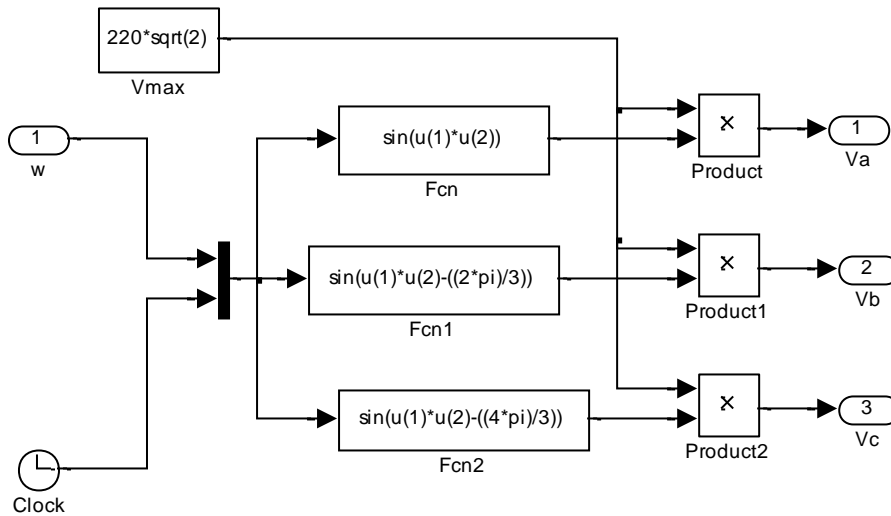 220*sqrt(2)
Vmax
1
w
sin(u(1)*u(2))
Fcn
×
Product
1
Va
sin(u(1)*u(2)-((2*pi)/3))
Fcn1
×
Product1
2
Vb
sin(u(1)*u(2)-((4*pi)/3))
Fcn2
×
Product2
3
Vc
Clock